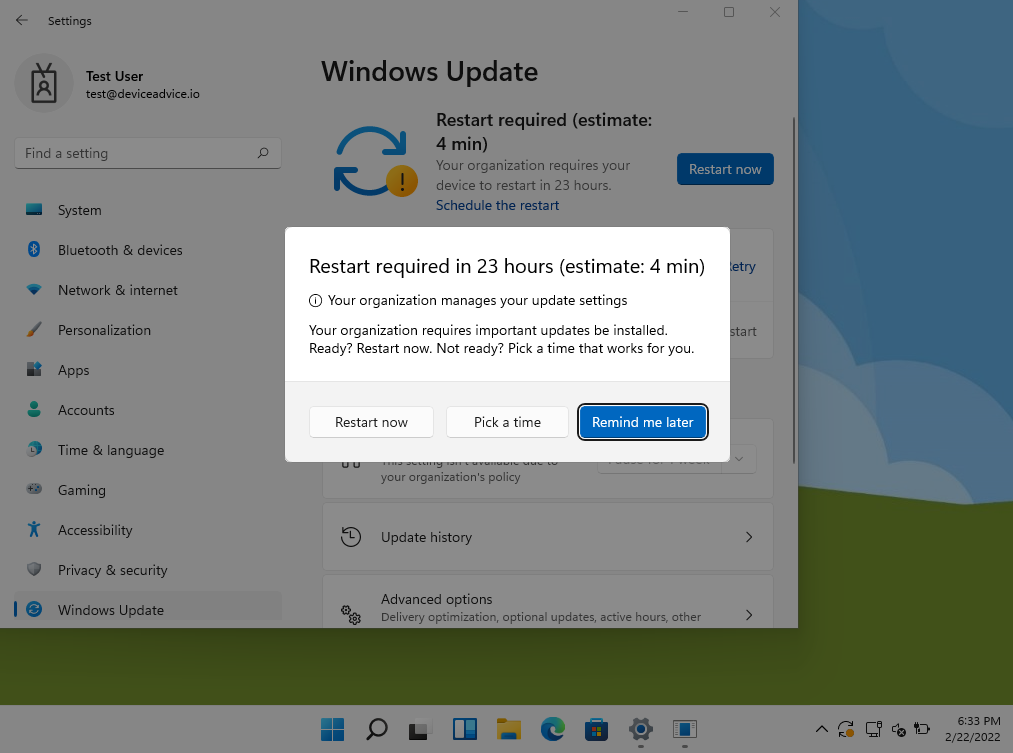 Settings
Test User
test@deviceadvice.io
Find a setting
System
Bluetooth & devices
Network & internet
Personalization
Apps
Accounts
Time & language
Gaming
Accessibility
Privacy & security
Windows Update
Windows Update
Restart required (estimate:
4 min)
Your organization requires your
device to restart in 23 hours.
Schedule the restart
Restart now
Restart required in 23 hours (estimate: 4 min)
Your organization manages your update settings
Your organization requires important updates be installed.
Ready? Restart now. Not ready? Pick a time that works for you.
Restart now
Pick a time
Remind me later
This setting isn't available due to
your organization's policy
Update history
Advanced options
Delivery optimization, optional updates, active hours, other
6:33 PM
2/22/2022